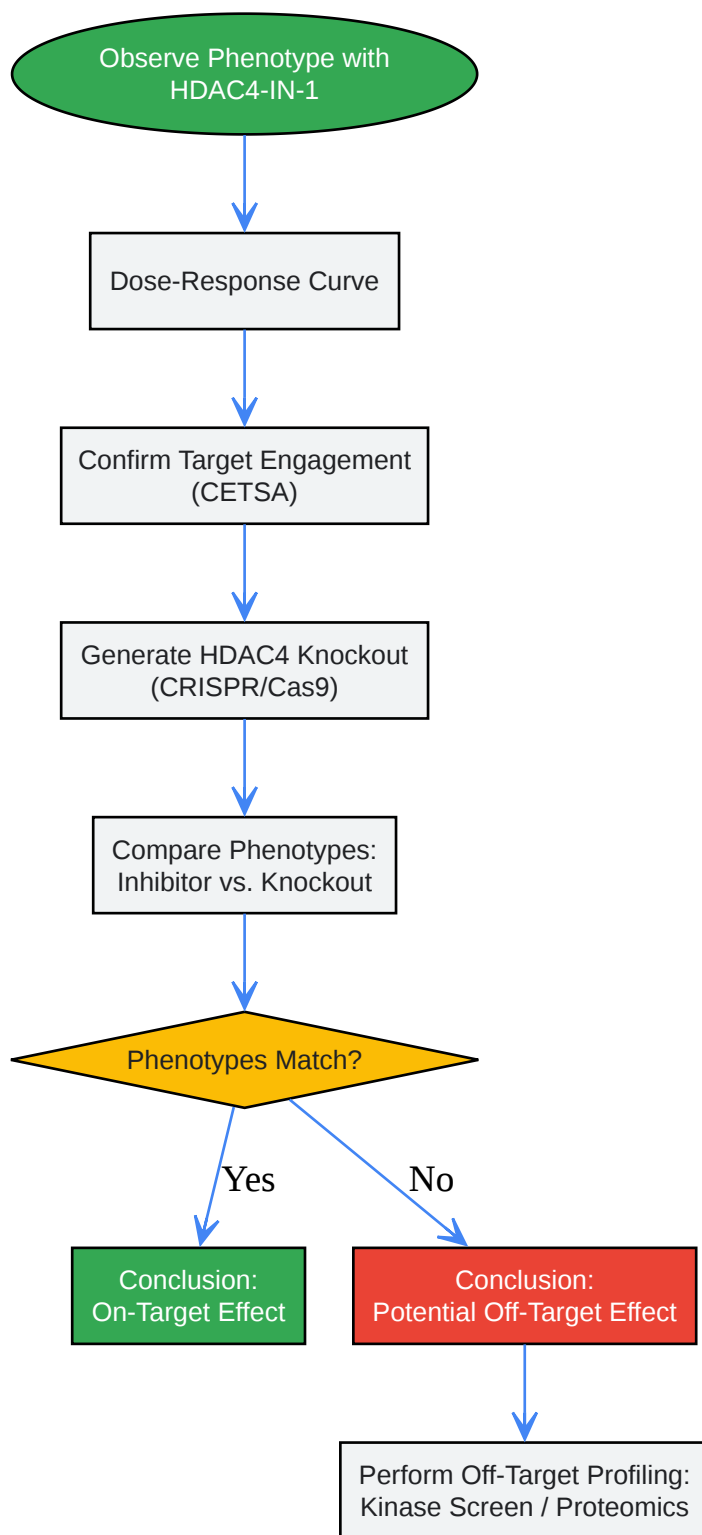 Observe Phenotype with
HDAC4-IN-1
Dose-Response Curve
Confirm Target Engagement
(CETSA)
Generate HDAC4 Knockout
(CRISPR/Cas9)
Compare Phenotypes:
Inhibitor vs. Knockout
Phenotypes Match?
Yes
No
Conclusion:
On-Target Effect
Conclusion:
Potential Off-Target Effect
Perform Off-Target Profiling:
Kinase Screen / Proteomics